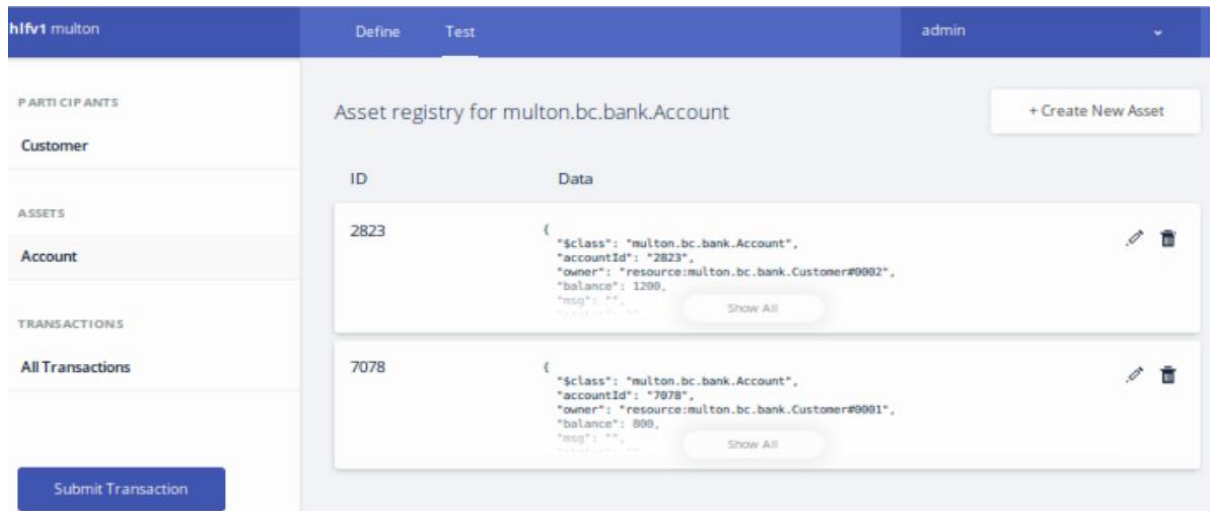 hlfv1 multon
Define
Test
admin
PARTICIPANTS
Customer
ASSETS
Account
TRANSACTIONS
All Transactions
Submit Transaction
Asset registry for multon.bc.bank.Account
+ Create New Asset
ID
Data
2823
{
"$class": "multon.bc.bank.Account",
"accountId": "2823",
"owner": "resource:multon.bc.bank.Customer#0002",
"balance": 1200,
"msg": "",
Show All
7078
{
"$class": "multon.bc.bank.Account",
"accountId": "7078",
"owner": "resource:multon.bc.bank.Customer#0001",
"balance": 800,
"msg": "",
Show All